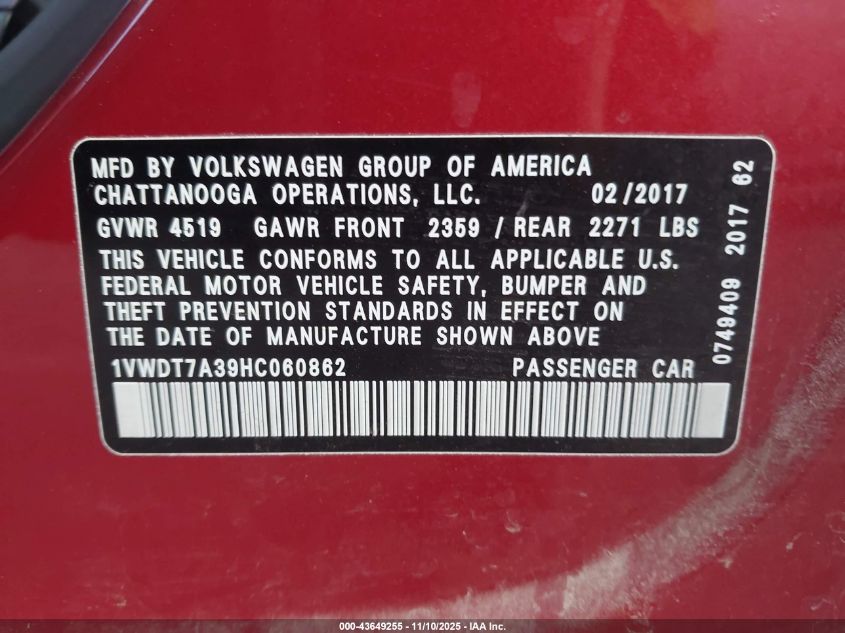 MFD BY VOLKSWAGEN GROUP OF AMERICA
CHATTANOOGA OPERATIONS, LLC. 02/2017
GVWR 4519 GAWR FRONT 2359 / REAR 2271 LBS
THIS VEHICLE CONFORMS TO ALL APPLICABLE U.S.
FEDERAL MOTOR VEHICLE SAFETY, BUMPER AND
THEFT PREVENTION STANDARDS IN EFFECT ON
THE DATE OF MANUFACTURE SHOWN ABOVE
1VWDT7A39HC060862 PASSENGER CAR
0749409 2017 62
000-43649255 - 11/10/2025 - IAA Inc.